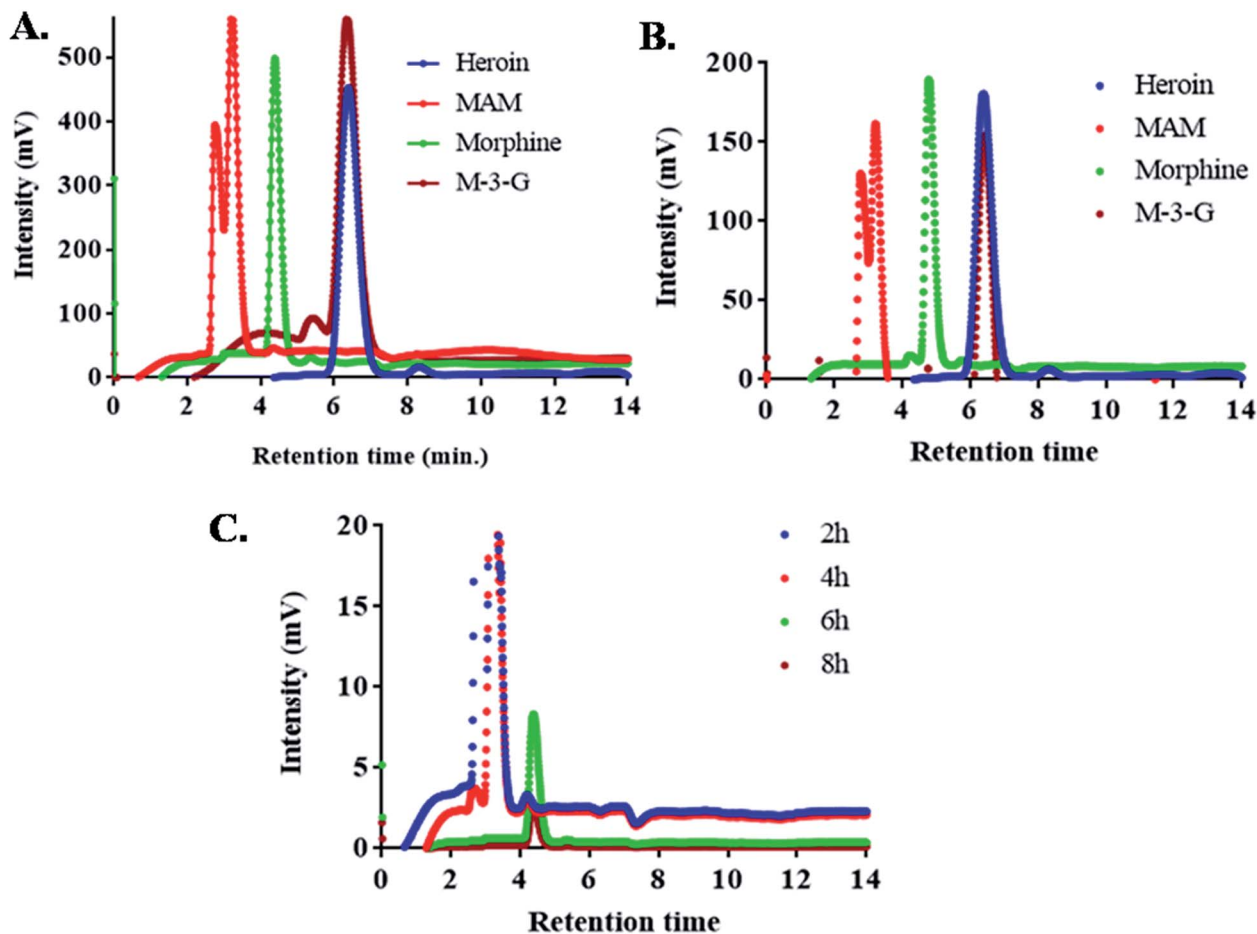 A.
500
400
300
200
100
0
Intensity (mV)
0 2 4 6 8 10 12 14
Retention time (min.)
Heroin
MAM
Morphine
M-3-G
B.
200
150
100
50
0
Intensity (mV)
0 2 4 6 8 10 12 14
Retention time
Heroin
MAM
Morphine
M-3-G
C.
20
15
10
5
0
Intensity (mV)
0 2 4 6 8 10 12 14
Retention time
2h
4h
6h
8h